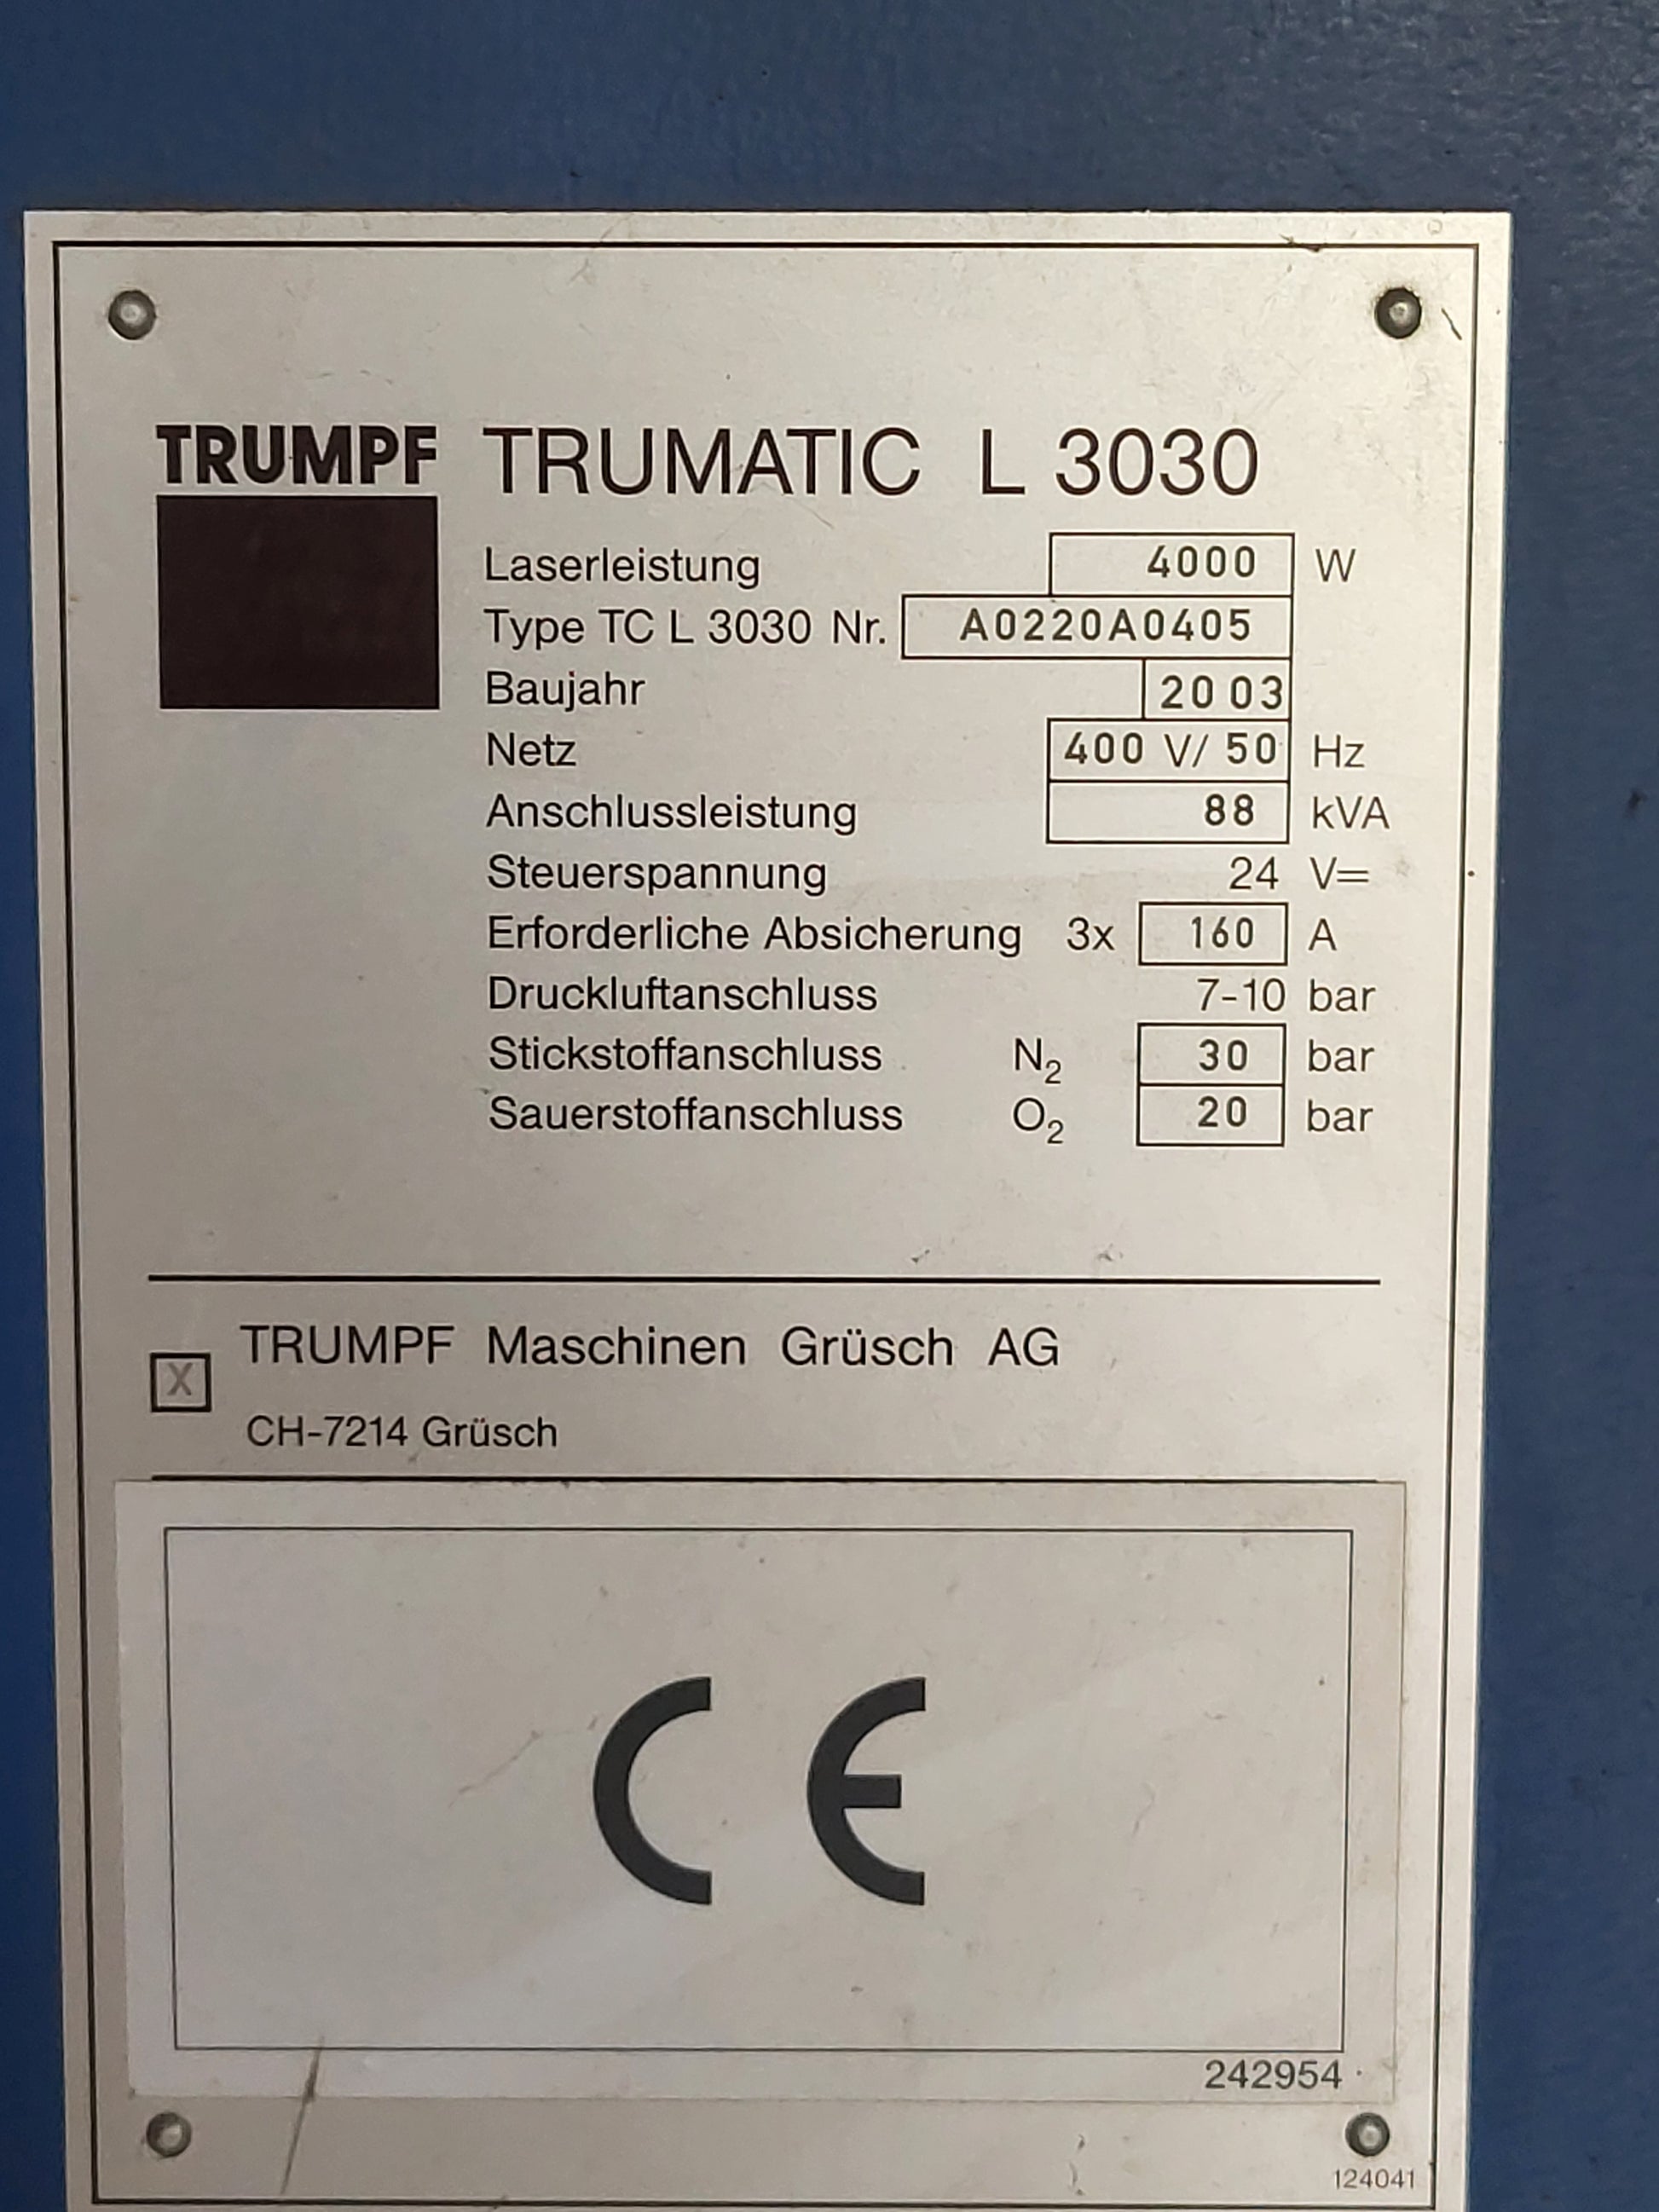 TRUMPF TRUMATIC L 3030
Laserleistung 4000 W
Type TC L 3030 Nr. A0220A0405
Baujahr 2003
Netz 400 V/ 50 Hz
Anschlussleistung 88 kVA
Steuerspannung 24 V=
Erforderliche Absicherung 3x 160 A
Druckluftanschluss 7-10 bar
Stickstoffanschluss N₂ 30 bar
Sauerstoffanschluss O₂ 20 bar
X TRUMPF Maschinen Grüsch AG
CH-7214 Grüsch
CE
242954
124041